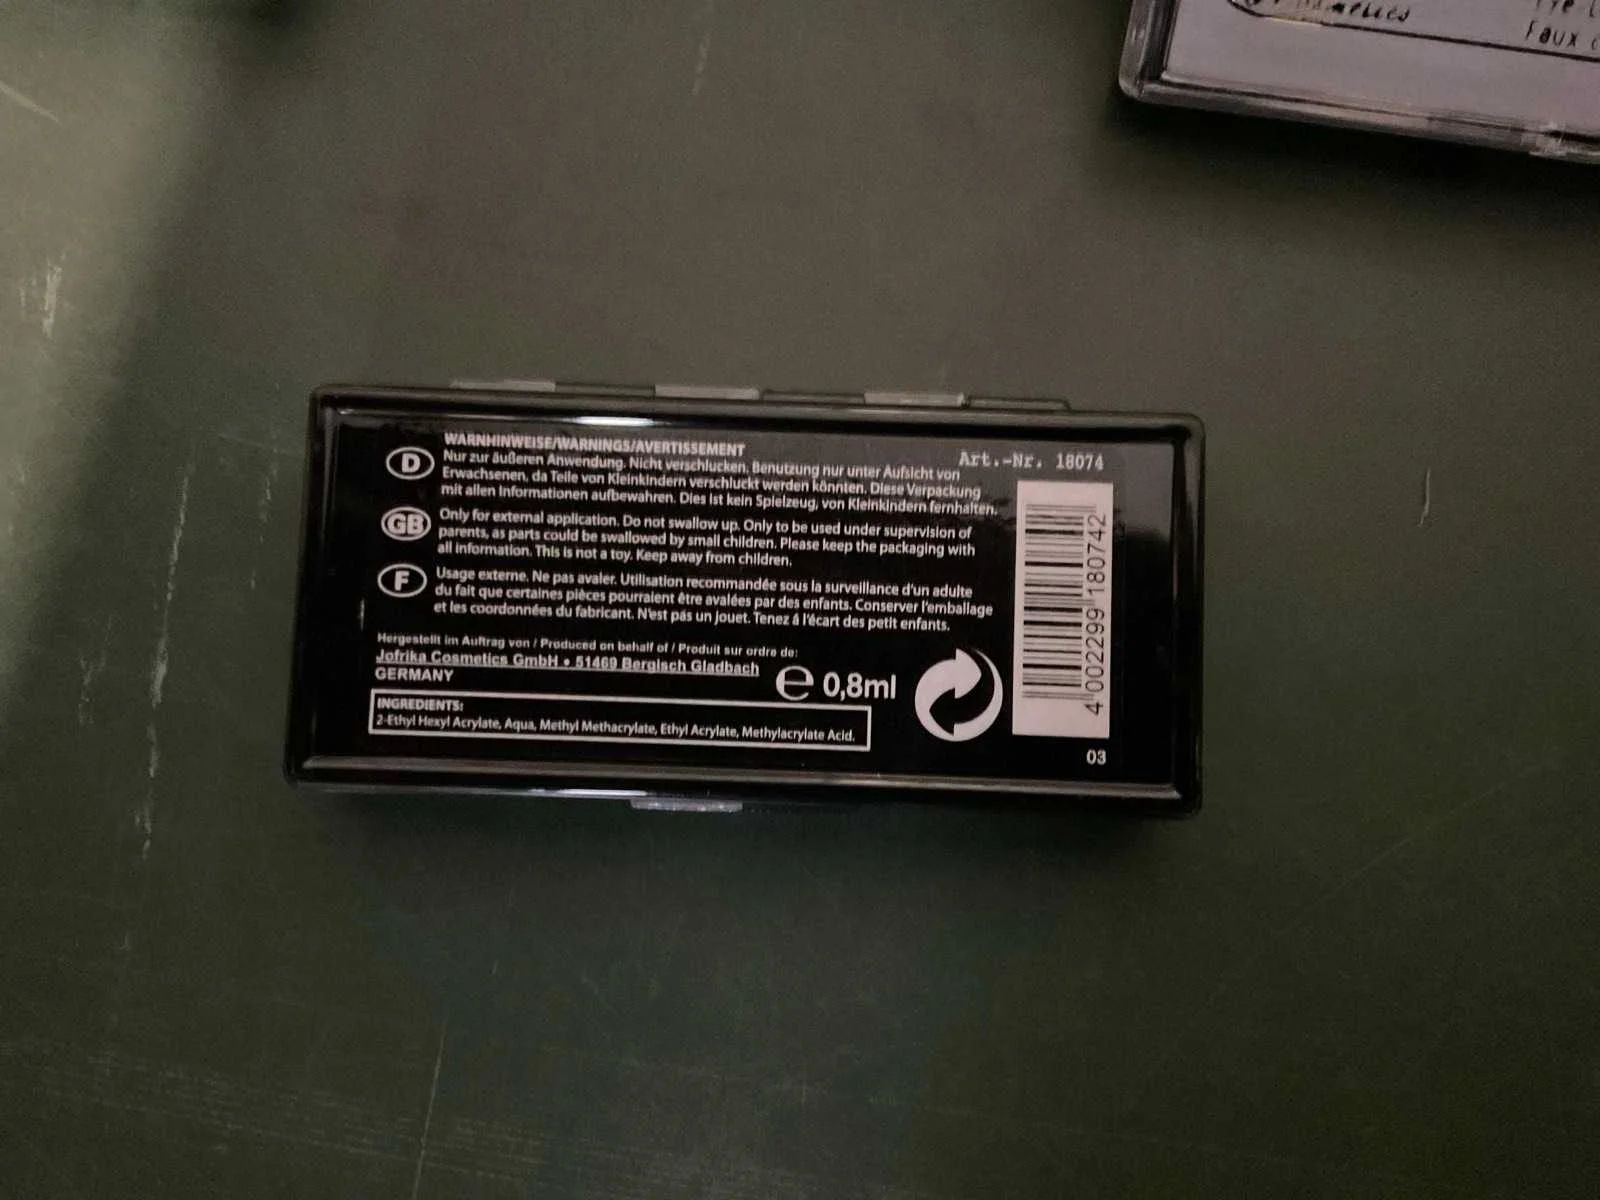 Faux
WARNHINWEISE/WARNINGS/AVERTISSEMENT
Art.-Nr. 18074
D
Nur zur äußeren Anwendung. Nicht verschlucken. Benutzung nur unter Aufsicht von
Erwachsenen, da Teile von Kleinkindern verschluckt werden könnten. Diese Verpackung
mit allen Informationen aufbewahren. Dies ist kein Spielzeug, von Kleinkindern fernhalten.
GB
Only for external application. Do not swallow up. Only to be used under supervision of
parents, as parts could be swallowed by small children. Please keep the packaging with
all information. This is not a toy. Keep away from children.
F
Usage externe. Ne pas avaler. Utilisation recommandée sous la surveillance d'un adulte
du fait que certaines pièces pourraient être avalées par des enfants. Conserver l'emballage
et les coordonnées du fabricant. N'est pas un jouet. Tenez á l'écart des petit enfants.
Hergestellt im Auftrag von / Produced on behalf of / Produit sur ordre de:
Jofrika Cosmetics GmbH • 51469 Bergisch Gladbach
GERMANY
e 0,8ml
INGREDIENTS:
2-Ethyl Hexyl Acrylate, Aqua, Methyl Methacrylate, Ethyl Acrylate, Methylacrylate Acid.
4 002299 180742
03